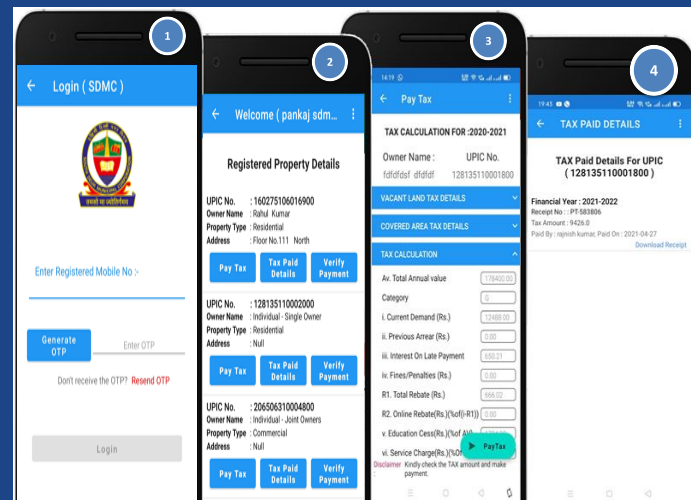 1
Login ( SDMC )
तमसो मा ज्योतिर्गमय
Enter Registered Mobile No :-
Generate OTP
Enter OTP
Don't receive the OTP? Resend OTP
Login
2
Welcome ( pankaj sdm...
Registered Property Details
UPIC No. : 160275106016900
Owner Name : Rahul Kumar
Property Type : Residential
Address : Floor No.111 North
Pay Tax
Tax Paid Details
Verify Payment
UPIC No. : 128135110002000
Owner Name : Individual - Single Owner
Property Type : Residential
Address : Null
Pay Tax
Tax Paid Details
Verify Payment
UPIC No. : 206506310004800
Owner Name : Individual - Joint Owners
Property Type : Commercial
Address : Null
Pay Tax
Tax Paid Details
Verify Payment
3
14:19
Pay Tax
TAX CALCULATION FOR :2020-2021
Owner Name : UPIC No.
fdfdfdsf dfdfdf 128135110001800
VACANT LAND TAX DETAILS
COVERED AREA TAX DETAILS
TAX CALCULATION
Av. Total Annual value 178400.00
Category G
i. Current Demand (Rs.) 12488.00
ii. Previous Arrear (Rs.) 0.00
iii. Interest On Late Payment 650.21
iv. Fines/Penalties (Rs.) 0.00
R1. Total Rebate (Rs.) 666.02
R2. Online Rebate(Rs.)(%of(i-R1)) 0.00
v. Education Cess(Rs.)(%of AV)
vi. Service Charge(Rs.)(%Of
PayTax
Disclaimer : Kindly check the TAX amount and make payment.
4
19:43
TAX PAID DETAILS
TAX Paid Details For UPIC
( 128135110001800 )
Financial Year : 2021-2022
Receipt No : : PT-583806
Tax Amount : 9426.0
Paid By : rajnish kumar, Paid On : 2021-04-27
Download Receipt